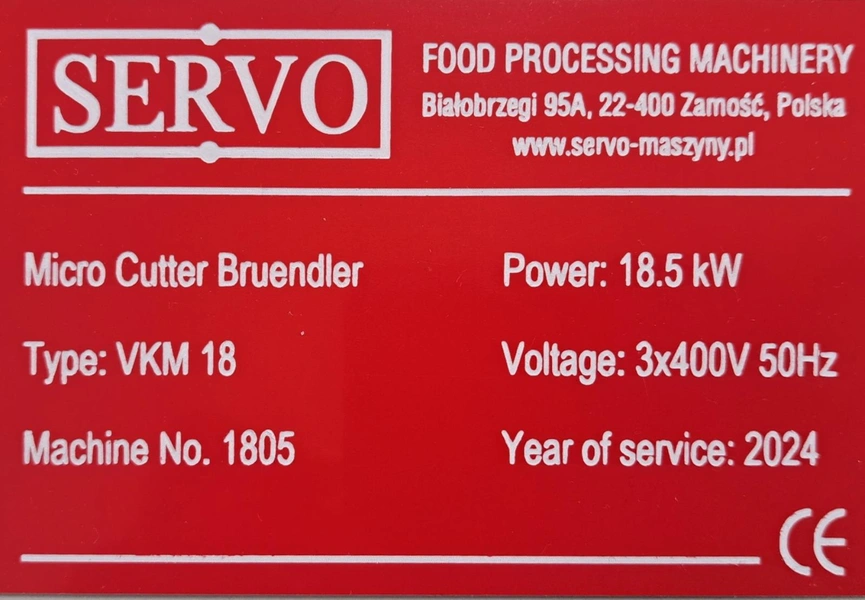 SERVO
FOOD PROCESSING MACHINERY
Białobrzegi 95A, 22-400 Zamość, Polska
www.servo-maszyny.pl
Micro Cutter Bruendler
Power: 18.5 kW
Type: VKM 18
Voltage: 3x400V 50Hz
Machine No. 1805
Year of service: 2024
CE